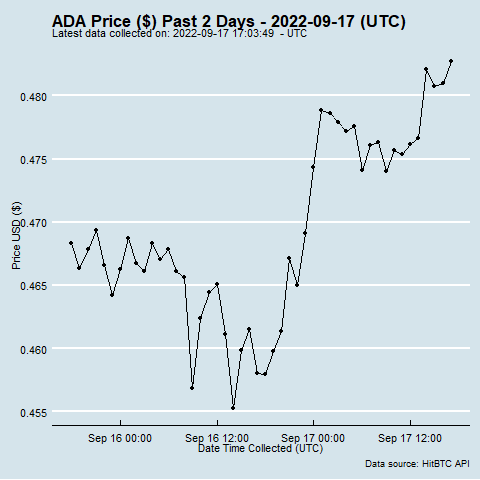 ADA Price ($) Past 2 Days - 2022-09-17 (UTC)
Latest data collected on: 2022-09-17 17:03:49 - UTC
Price USD ($)
0.480
0.475
0.470
0.465
0.460
0.455
Sep 16 00:00 Sep 16 12:00 Sep 17 00:00 Sep 17 12:00
Date Time Collected (UTC)
Data source: HitBTC API